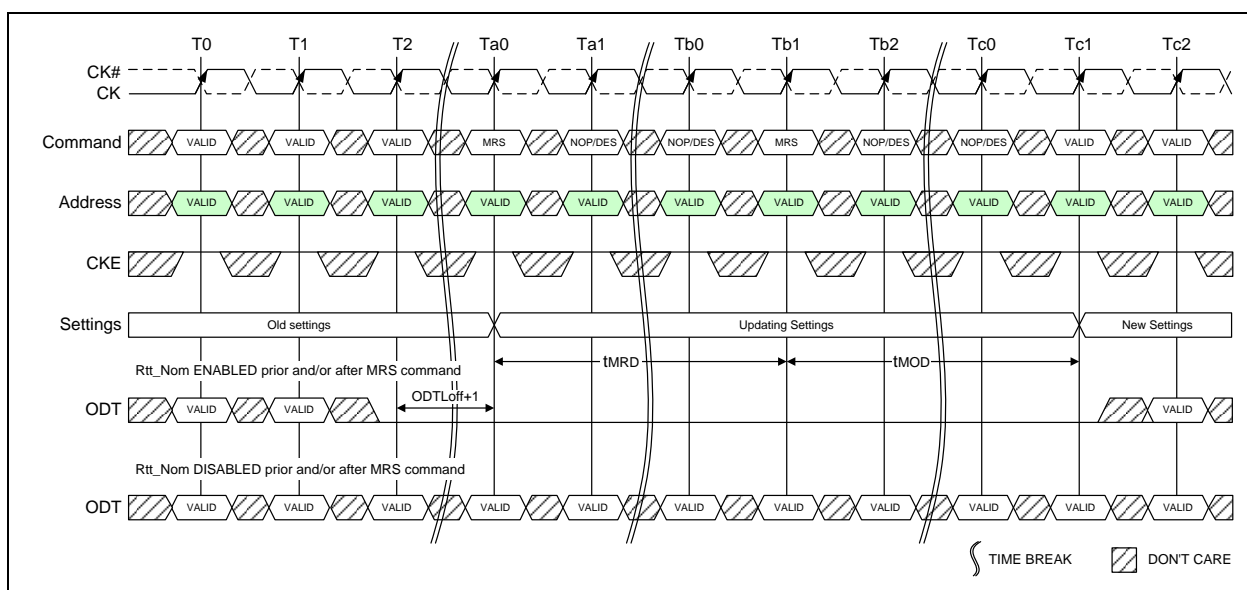 T0 T1 T2 Ta0 Ta1 Tb0 Tb1 Tb2 Tc0 Tc1 Tc2
CK#
CK
Command VALID VALID VALID MRS NOP/DES NOP/DES MRS NOP/DES NOP/DES VALID VALID
Address VALID VALID VALID VALID VALID VALID VALID VALID VALID VALID VALID
CKE
Settings Old settings Updating Settings New Settings
tMRD tMOD
Rtt_Nom ENABLED prior and/or after MRS command
ODTLoff+1
ODT VALID VALID VALID
Rtt_Nom DISABLED prior and/or after MRS command
ODT VALID VALID VALID VALID VALID VALID VALID VALID VALID VALID VALID
TIME BREAK DON'T CARE